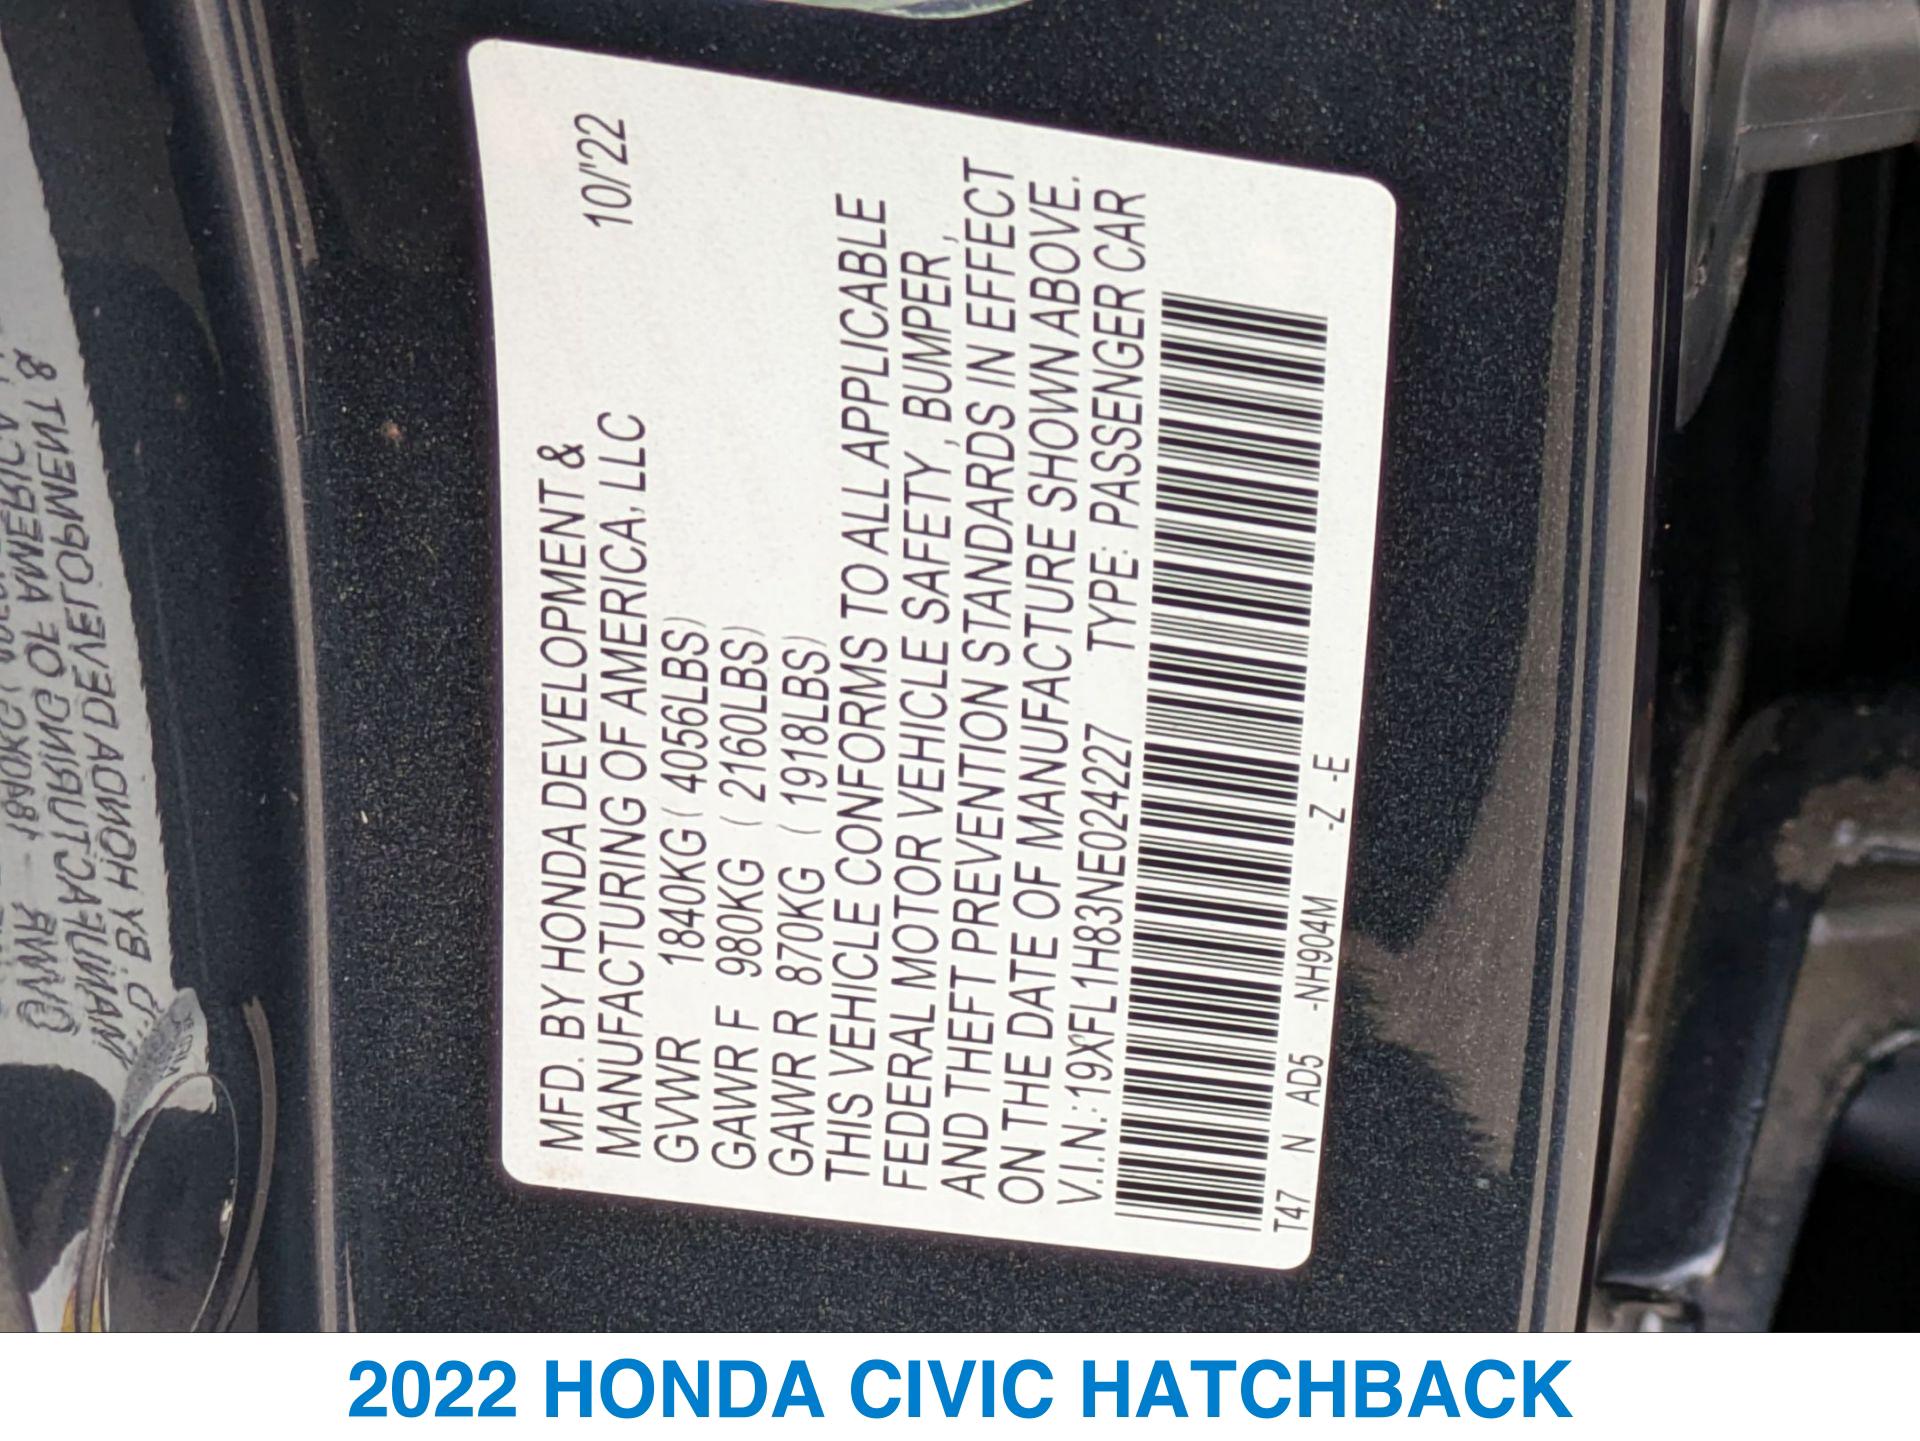 MFD. BY HONDA DEVELOPMENT &
MANUFACTURING OF AMERICA, LLC 10/'22
GVWR 1840KG ( 4056LBS)
GAWR F 980KG ( 2160LBS)
GAWR R 870KG ( 1918LBS)
THIS VEHICLE CONFORMS TO ALL APPLICABLE
FEDERAL MOTOR VEHICLE SAFETY, BUMPER,
AND THEFT PREVENTION STANDARDS IN EFFECT
ON THE DATE OF MANUFACTURE SHOWN ABOVE.
V.I.N.: 19XFL1H83NE024227 TYPE: PASSENGER CAR
T47 N AD5 -NH904M -Z -E
2022 HONDA CIVIC HATCHBACK